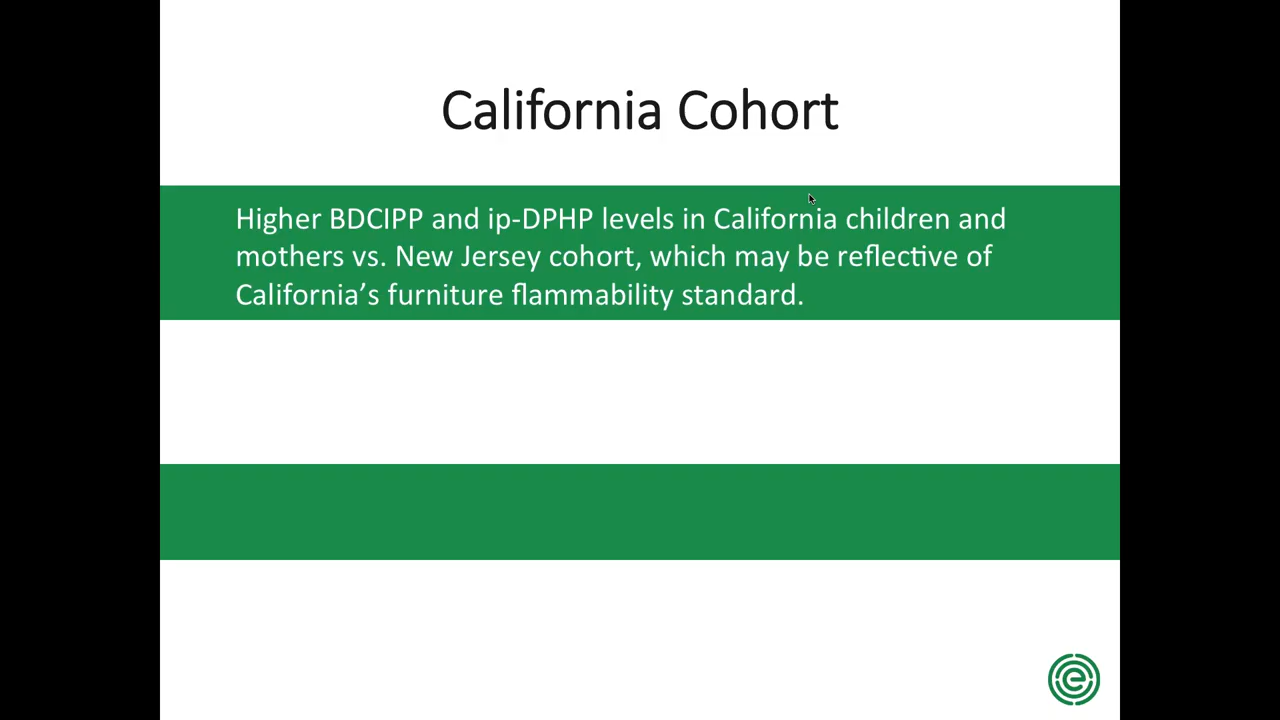 California Cohort
Higher BDCIPP and ip-DPHP levels in California children and
mothers vs. New Jersey cohort, which may be reflective of
California’s furniture flammability standard.
e